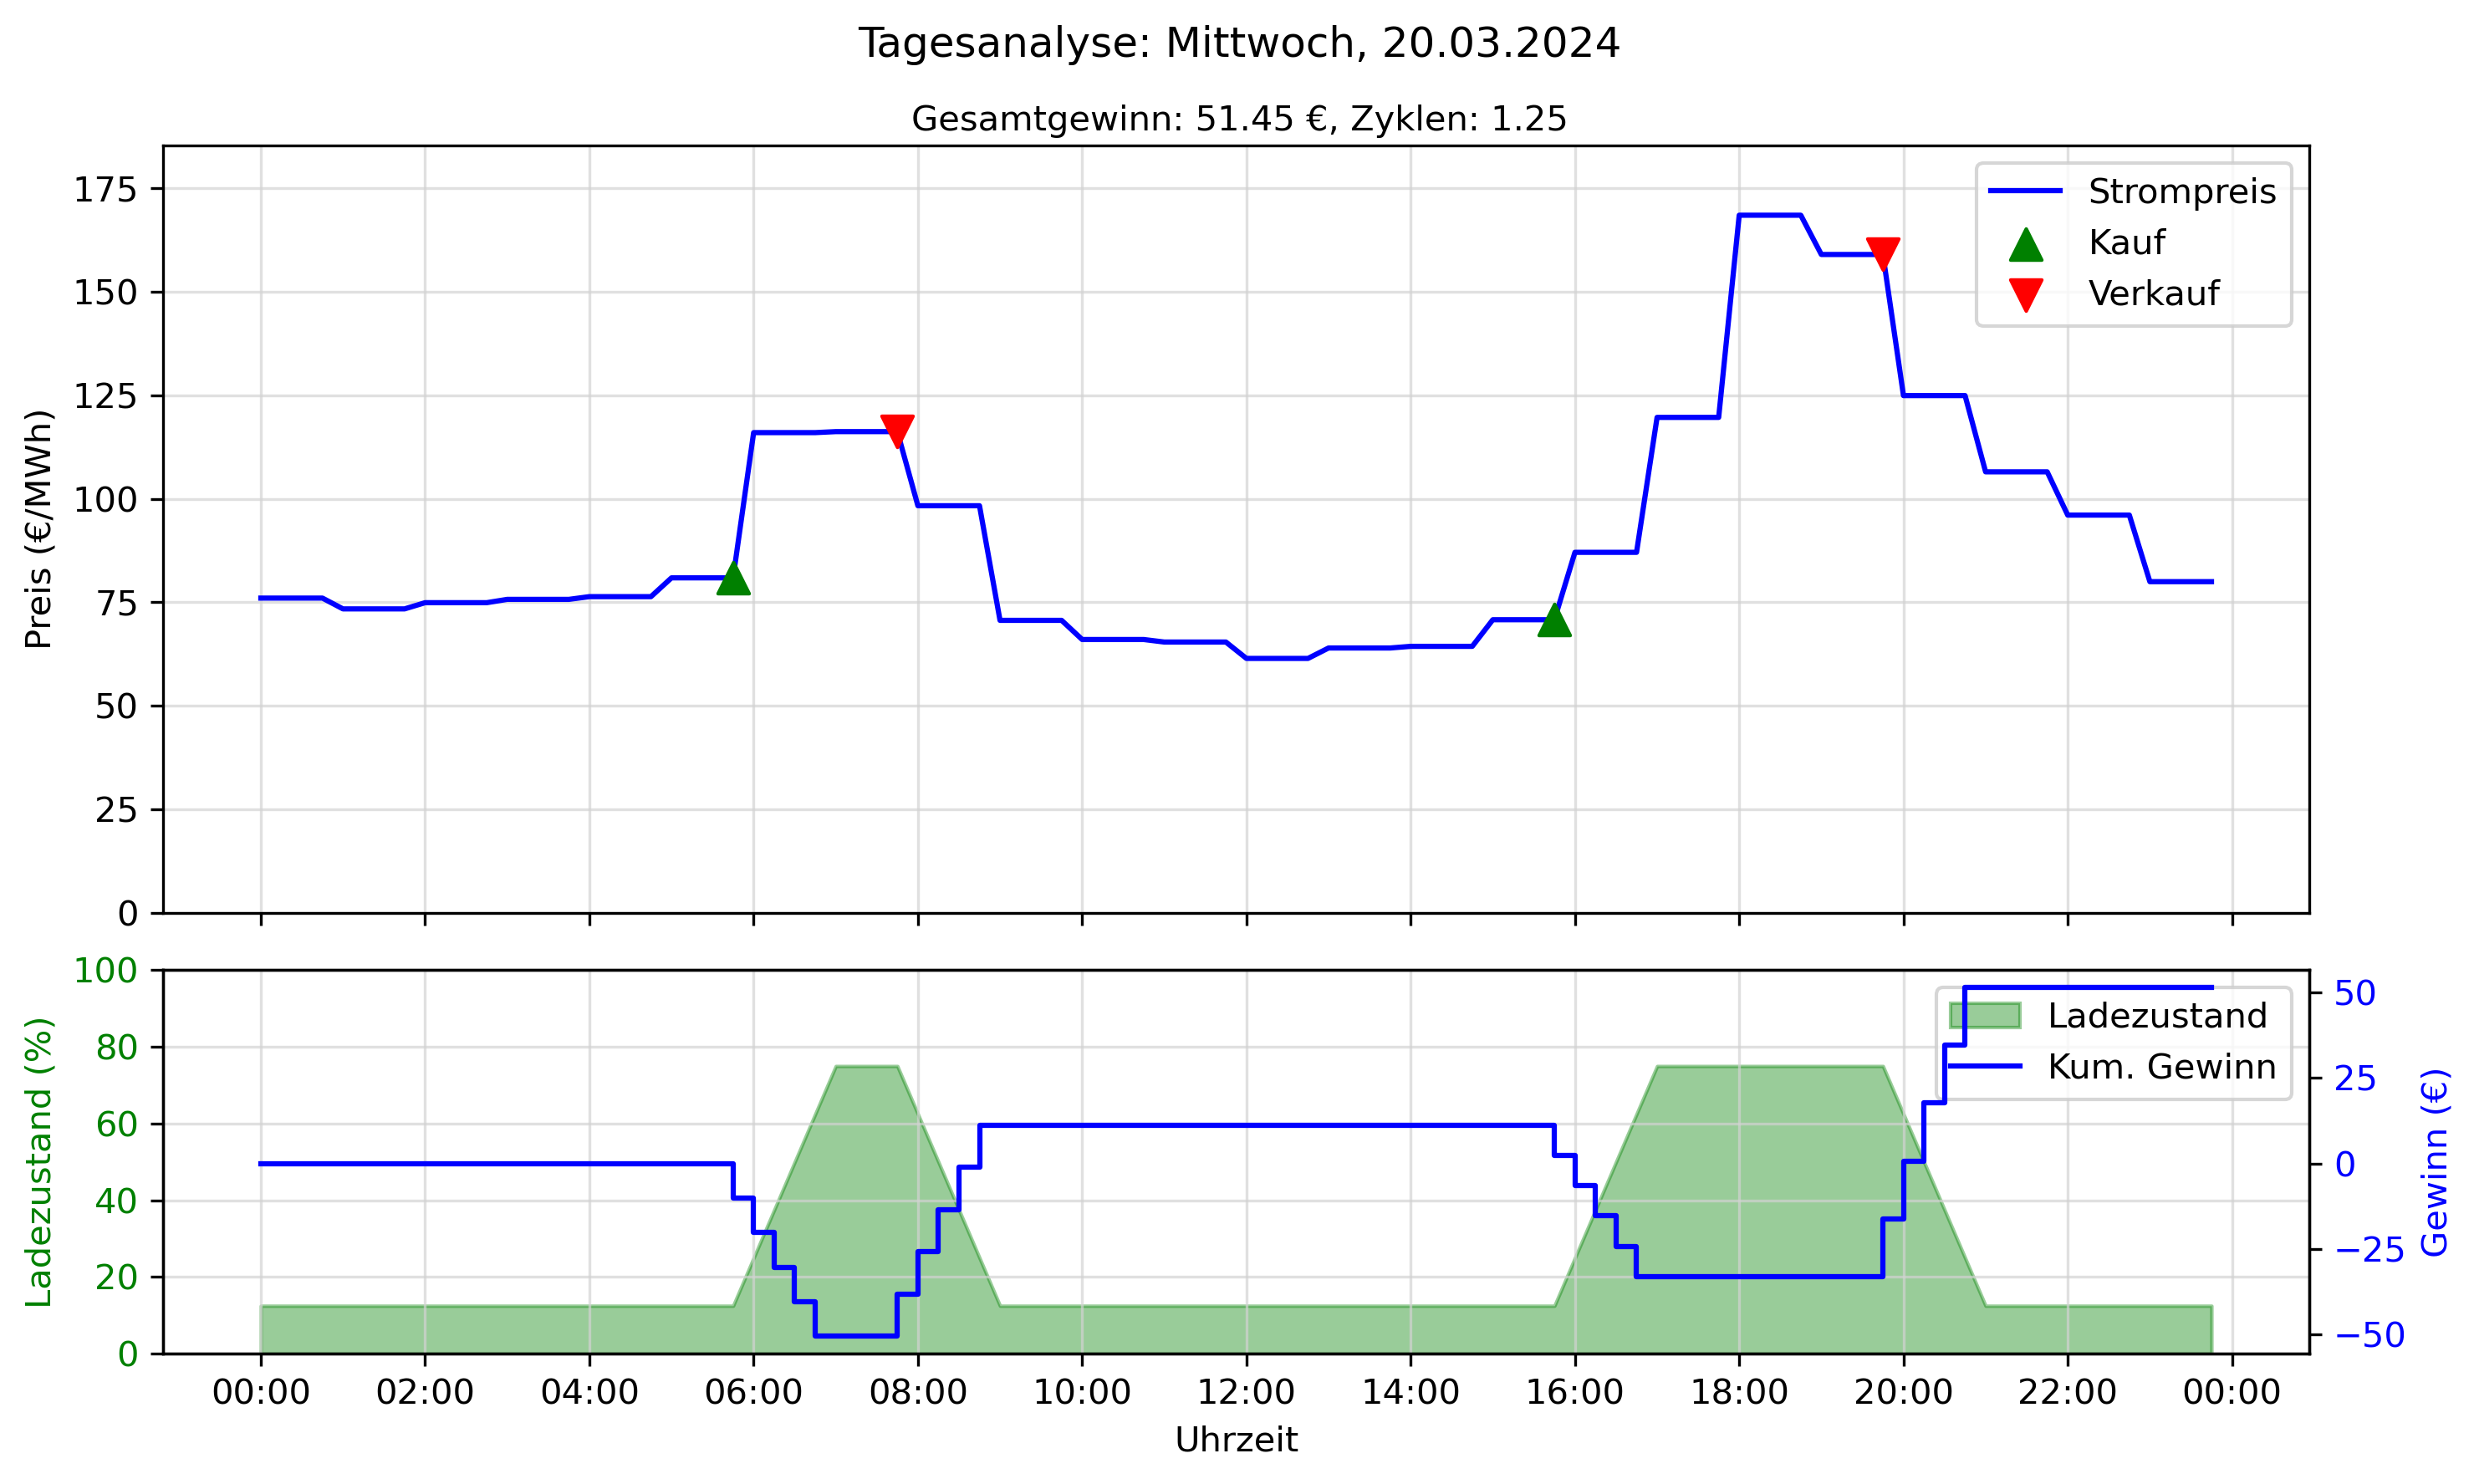 Tagesanalyse: Mittwoch, 20.03.2024
Gesamtgewinn: 51.45 €, Zyklen: 1.25
Preis (€/MWh)
175
150
125
100
75
50
25
0
Strompreis
Kauf
Verkauf
Ladezustand (%)
100
80
60
40
20
0
Ladezustand
Kum. Gewinn
50
25
0
−25
−50
Gewinn (€)
00:00 02:00 04:00 06:00 08:00 10:00 12:00 14:00 16:00 18:00 20:00 22:00 00:00
Uhrzeit